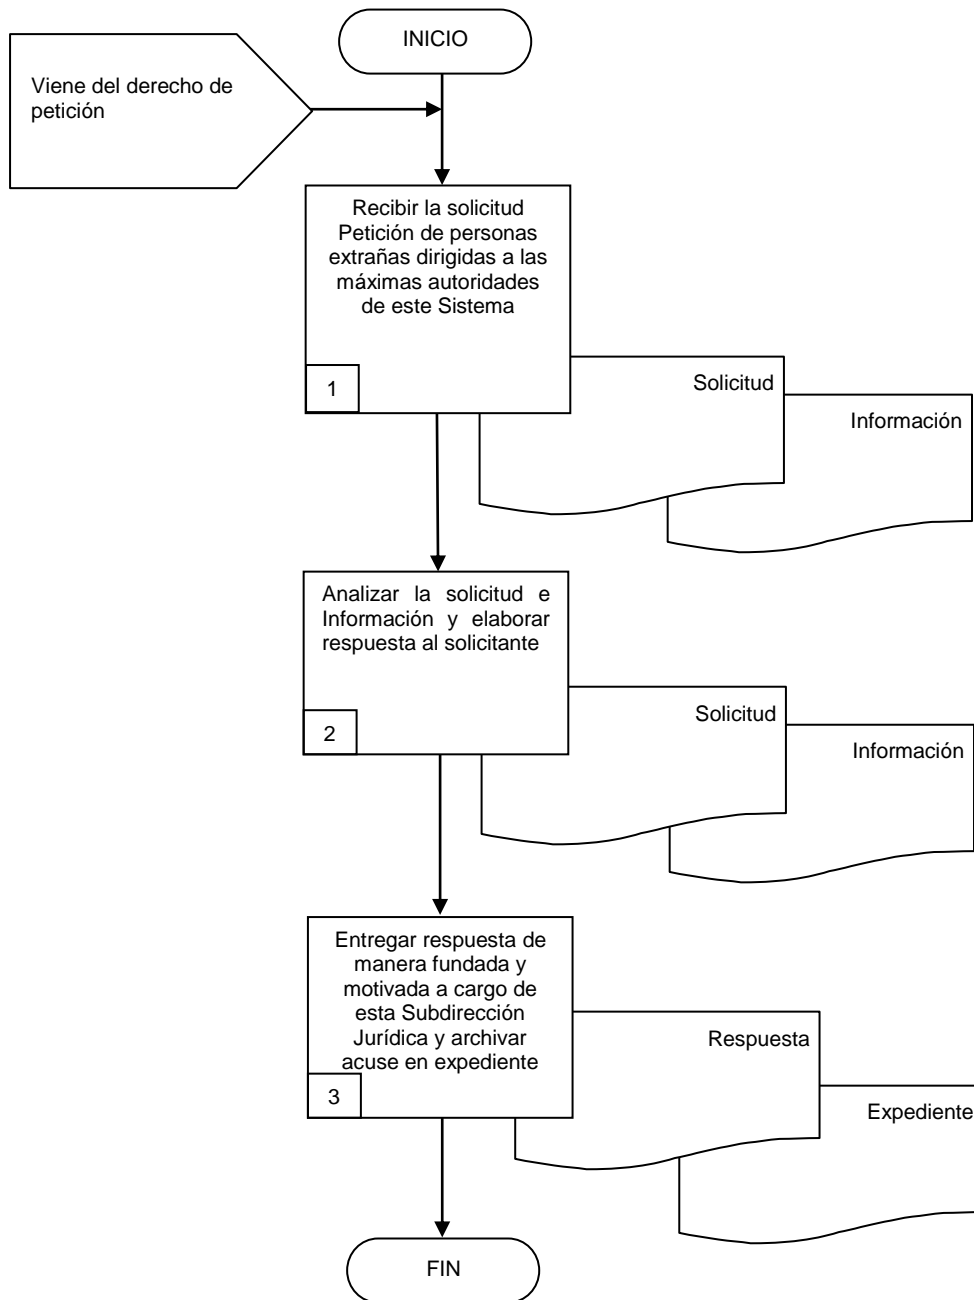 INICIO
Viene del derecho de
petición
Recibir la solicitud
Petición de personas
extrañas dirigidas a las
máximas autoridades
de este Sistema
1
Solicitud
Información
Analizar la solicitud e
Información y elaborar
respuesta al solicitante
2
Solicitud
Información
Entregar respuesta de
manera fundada y
motivada a cargo de
esta Subdirección
Jurídica y archivar
acuse en expediente
3
Respuesta
Expediente
FIN